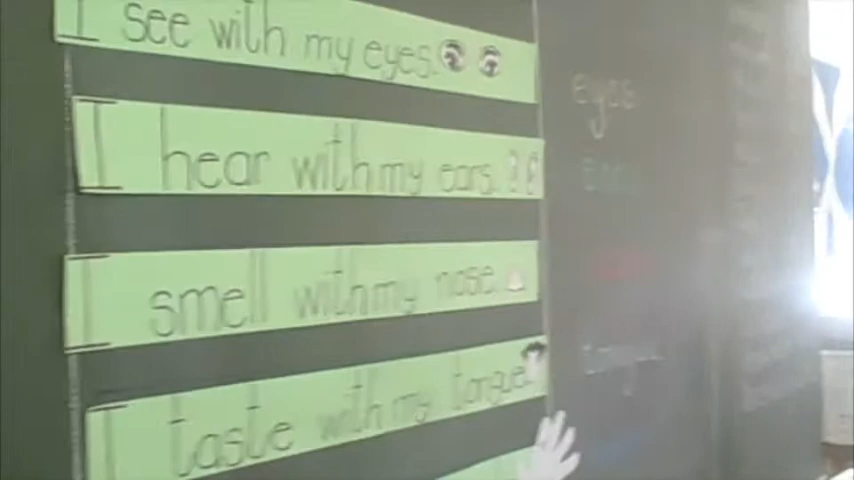 I see with my eyes.
I hear with my ears.
I smell with my nose.
I taste with my tongue.
eyes
tongue